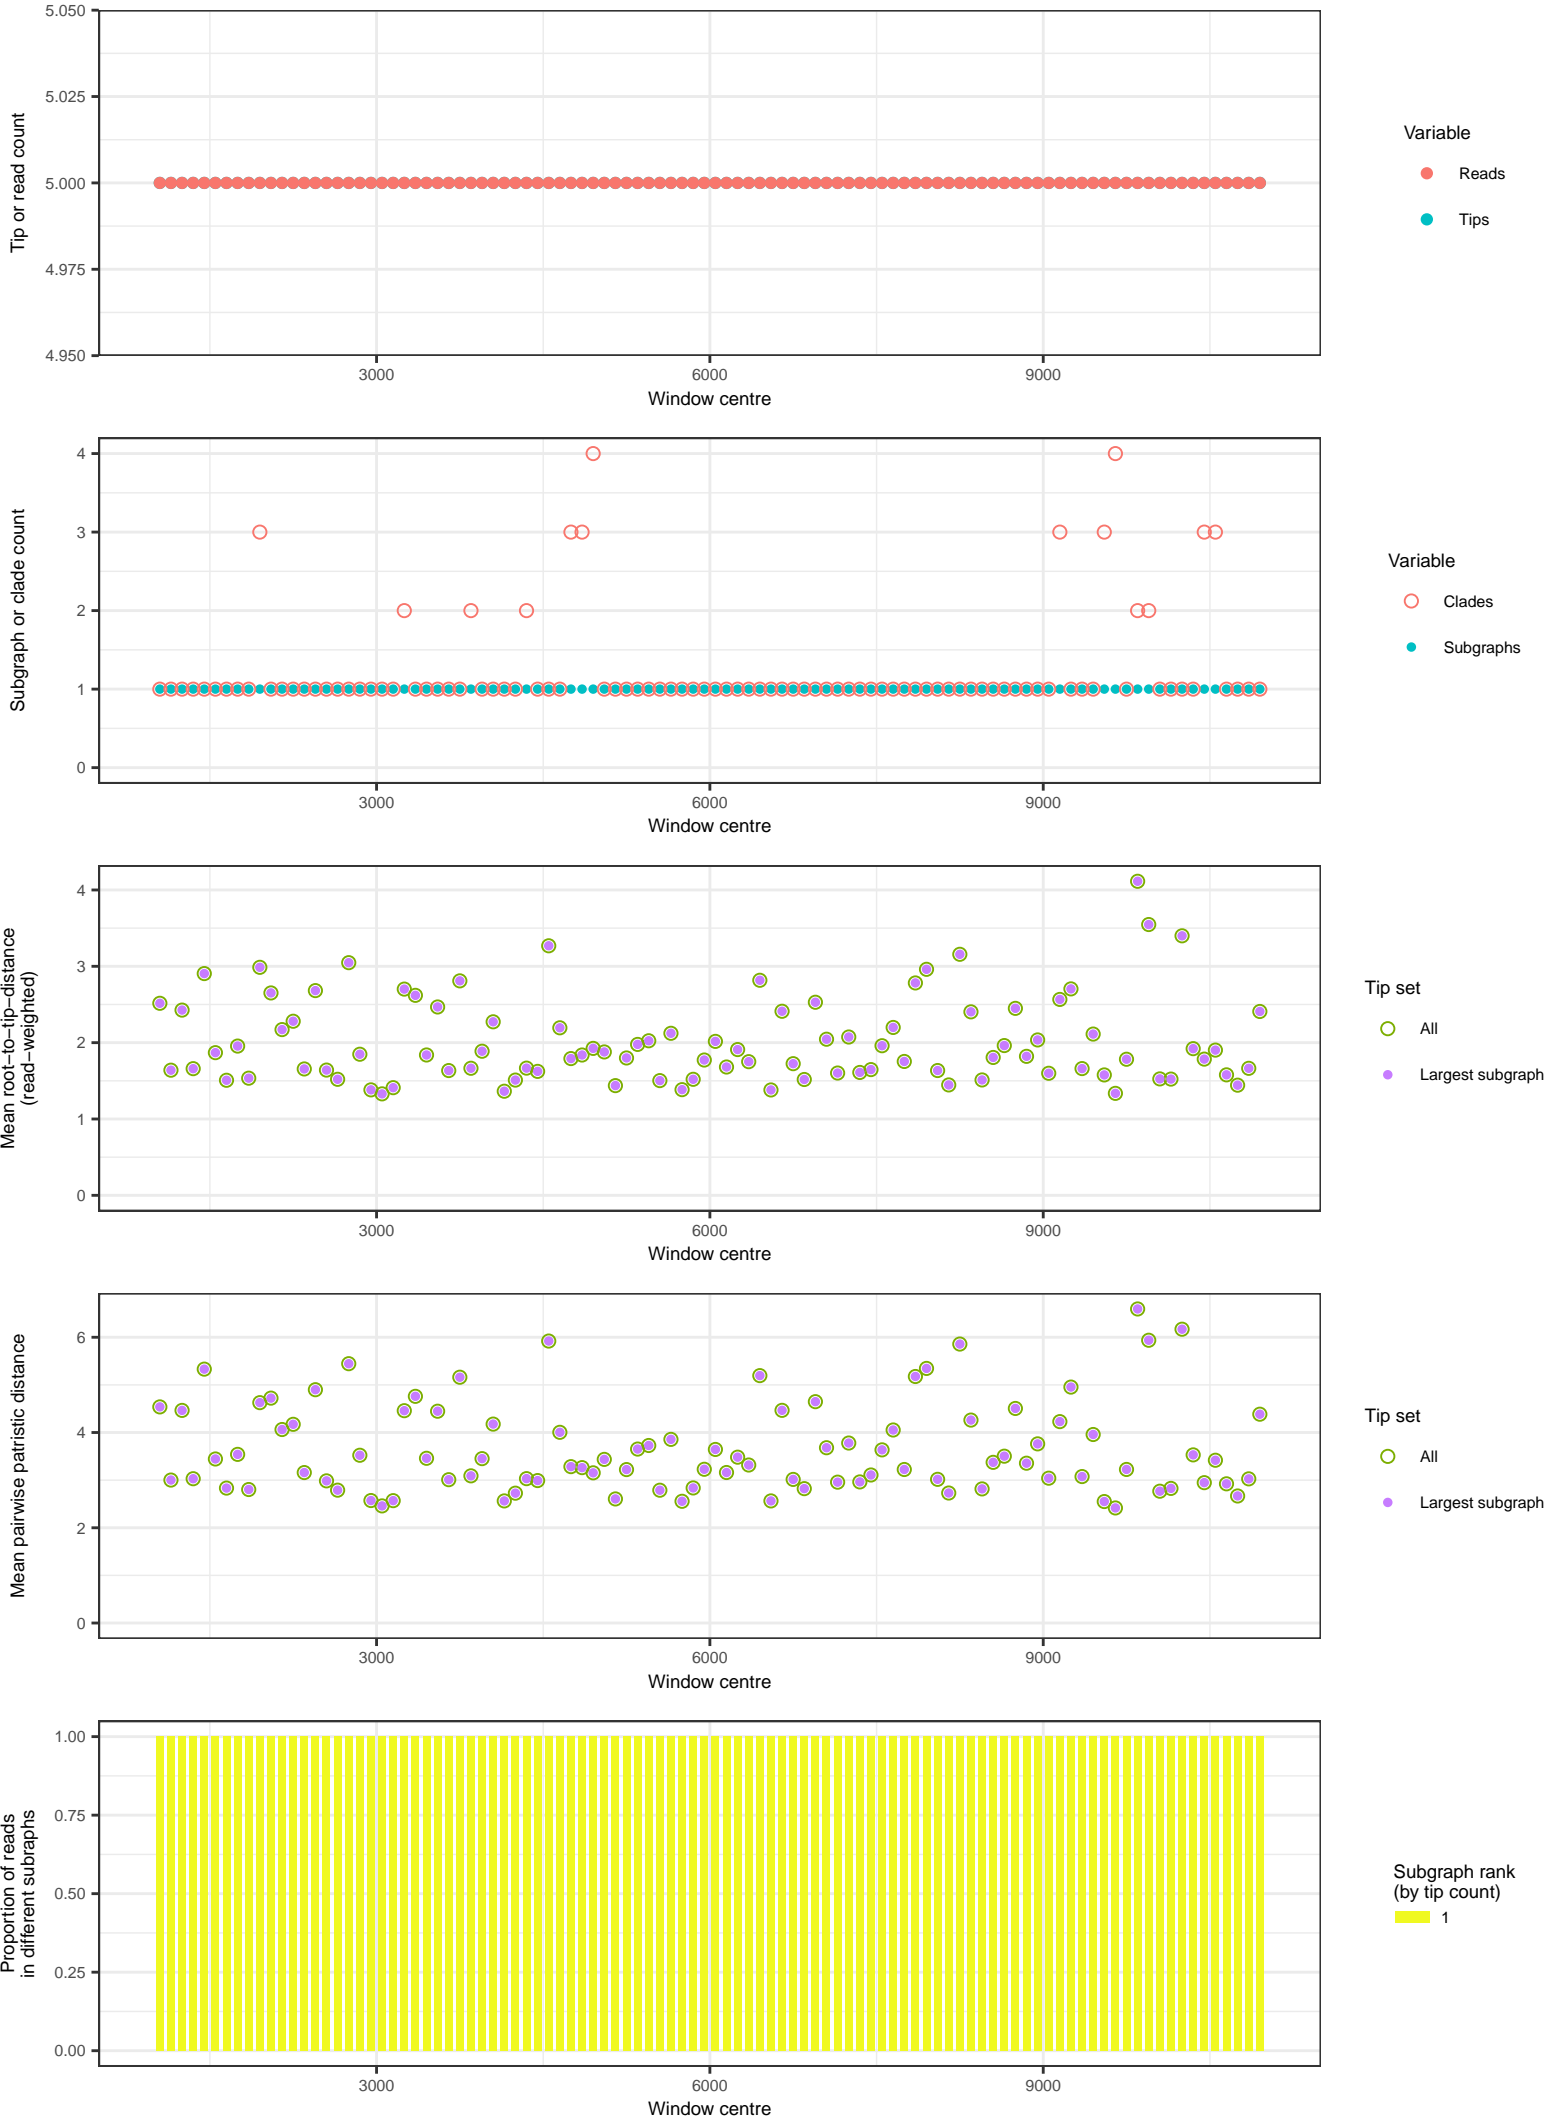 5.050
5.025
5.000
4.975
4.950
Tip or read count
3000 6000 9000
Window centre
Variable
Reads
Tips
4
3
2
1
0
Subgraph or clade count
3000 6000 9000
Window centre
Variable
Clades
Subgraphs
4
3
2
1
0
Mean root−to−tip−distance
(read−weighted)
3000 6000 9000
Window centre
Tip set
All
Largest subgraph
6
4
2
0
Mean pairwise patristic distance
3000 6000 9000
Window centre
Tip set
All
Largest subgraph
1.00
0.75
0.50
0.25
0.00
Proportion of reads
in different subraphs
3000 6000 9000
Window centre
Subgraph rank
(by tip count)
1